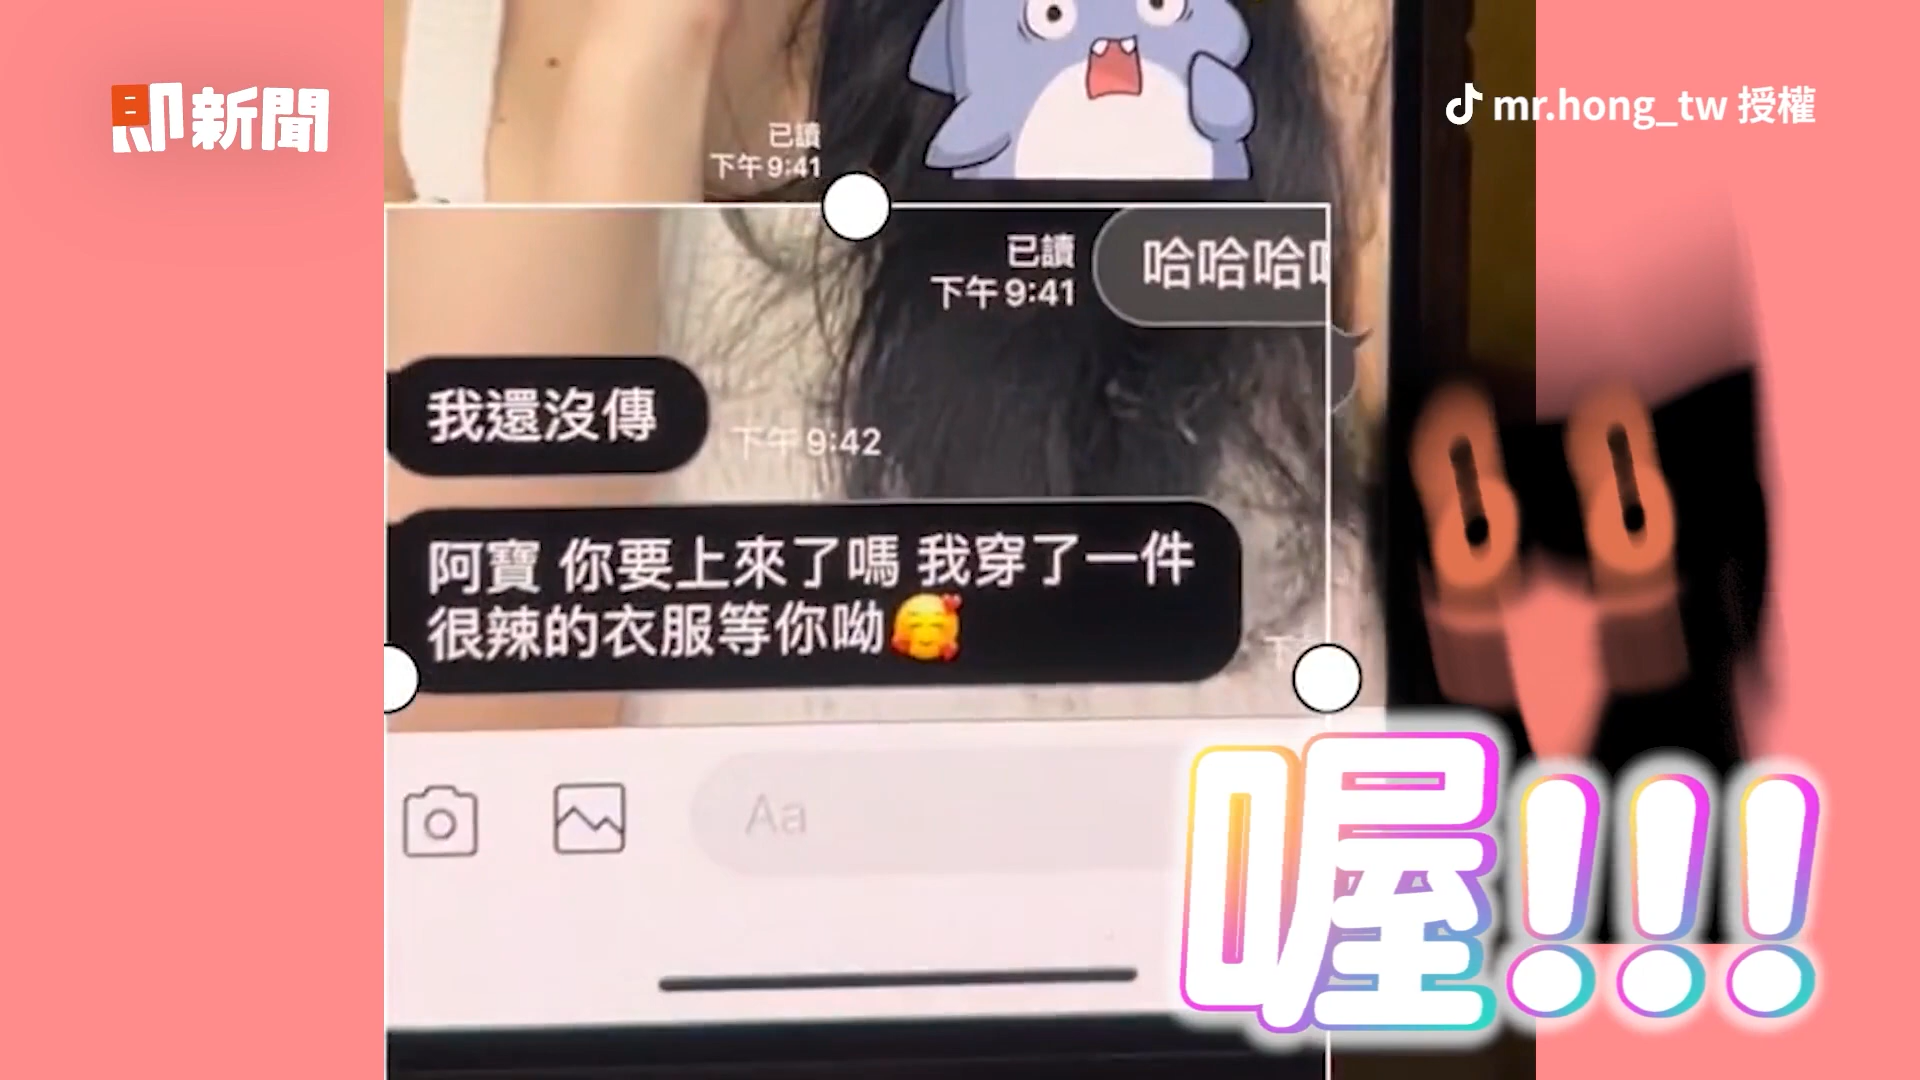 即新聞
mr.hong_tw 授權
已讀
下午 9:41
已讀
下午 9:41
哈哈哈
我還沒傳
下午 9:42
阿寶 你要上來了嗎 我穿了一件
很辣的衣服等你呦
Aa
喔!!!